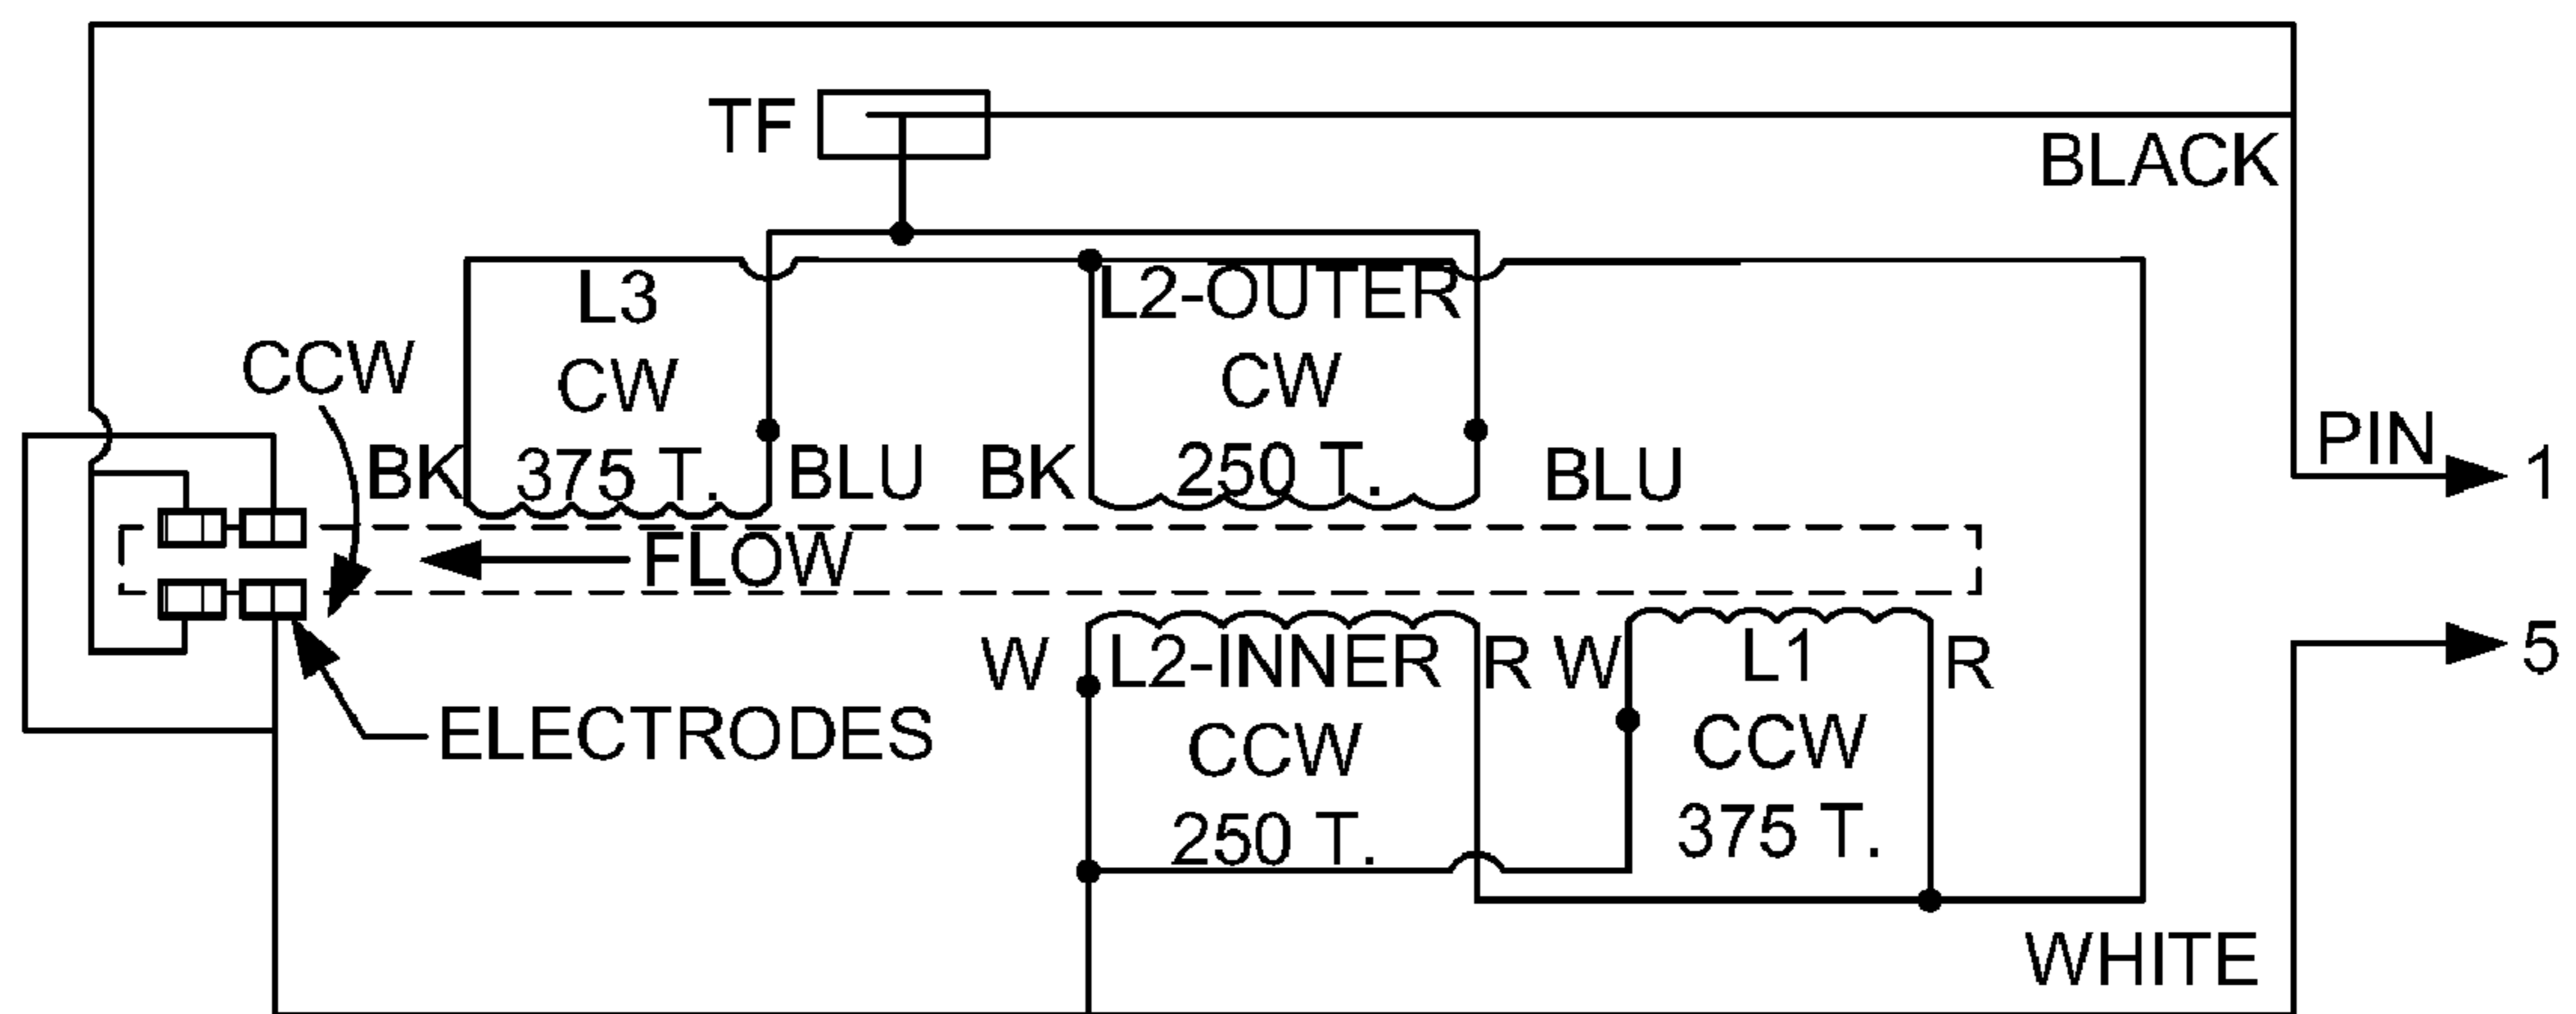 TF
BLACK
L3
CW
375 T.
L2-OUTER
CW
250 T.
CCW
BK
BLU
BK
BLU
PIN
1
FLOW
5
W
L2-INNER
CCW
250 T.
R
W
L1
CCW
375 T.
R
ELECTRODES
WHITE